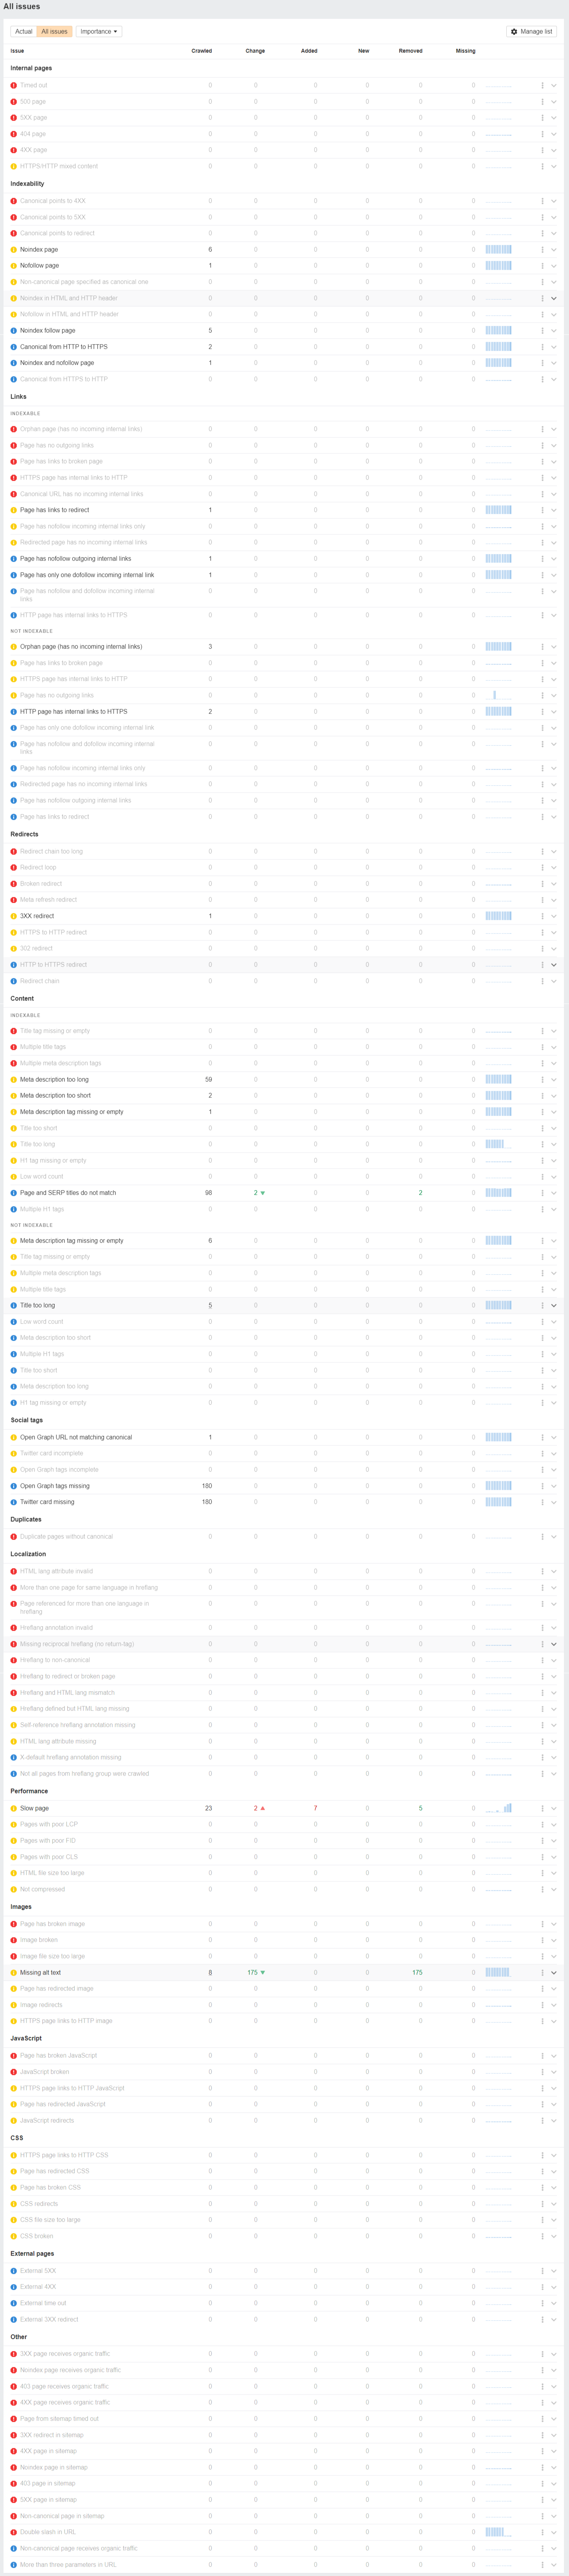 All issues
Actual All issues Importance Manage list
Issue Crawled Change Added New Removed Missing
Internal pages
Timed out 0 0 0 0 0 0
500 page 0 0 0 0 0 0
5XX page 0 0 0 0 0 0
404 page 0 0 0 0 0 0
4XX page 0 0 0 0 0 0
HTTPS/HTTP mixed content 0 0 0 0 0 0
Indexability
Canonical points to 4XX 0 0 0 0 0 0
Canonical points to 5XX 0 0 0 0 0 0
Canonical points to redirect 0 0 0 0 0 0
Noindex page 6 0 0 0 0 0
Nofollow page 1 0 0 0 0 0
Non-canonical page specified as canonical one 0 0 0 0 0 0
Noindex in HTML and HTTP header 0 0 0 0 0 0
Nofollow in HTML and HTTP header 0 0 0 0 0 0
Noindex follow page 5 0 0 0 0 0
Canonical from HTTP to HTTPS 2 0 0 0 0 0
Noindex and nofollow page 1 0 0 0 0 0
Canonical from HTTPS to HTTP 0 0 0 0 0 0
Links
INDEXABLE
Orphan page (has no incoming internal links) 0 0 0 0 0 0
Page has no outgoing links 0 0 0 0 0 0
Page has links to broken page 0 0 0 0 0 0
HTTPS page has internal links to HTTP 0 0 0 0 0 0
Canonical URL has no incoming internal links 0 0 0 0 0 0
Page has links to redirect 1 0 0 0 0 0
Page has nofollow incoming internal links only 0 0 0 0 0 0
Redirected page has no incoming internal links 0 0 0 0 0 0
Page has nofollow outgoing internal links 1 0 0 0 0 0
Page has only one dofollow incoming internal link 1 0 0 0 0 0
Page has nofollow and dofollow incoming internal 0 0 0 0 0 0
links
HTTP page has internal links to HTTPS 0 0 0 0 0 0
NOT INDEXABLE
Orphan page (has no incoming internal links) 3 0 0 0 0 0
Page has links to broken page 0 0 0 0 0 0
HTTPS page has internal links to HTTP 0 0 0 0 0 0
Page has no outgoing links 0 0 0 0 0 0
HTTP page has internal links to HTTPS 2 0 0 0 0 0
Page has only one dofollow incoming internal link 0 0 0 0 0 0
Page has nofollow and dofollow incoming internal 0 0 0 0 0 0
links
Page has nofollow incoming internal links only 0 0 0 0 0 0
Redirected page has no incoming internal links 0 0 0 0 0 0
Page has nofollow outgoing internal links 0 0 0 0 0 0
Page has links to redirect 0 0 0 0 0 0
Redirects
Redirect chain too long 0 0 0 0 0 0
Redirect loop 0 0 0 0 0 0
Broken redirect 0 0 0 0 0 0
Meta refresh redirect 0 0 0 0 0 0
3XX redirect 1 0 0 0 0 0
HTTPS to HTTP redirect 0 0 0 0 0 0
302 redirect 0 0 0 0 0 0
HTTP to HTTPS redirect 0 0 0 0 0 0
Redirect chain 0 0 0 0 0 0
Content
INDEXABLE
Title tag missing or empty 0 0 0 0 0 0
Multiple title tags 0 0 0 0 0 0
Multiple meta description tags 0 0 0 0 0 0
Meta description too long 59 0 0 0 0 0
Meta description too short 2 0 0 0 0 0
Meta description tag missing or empty 1 0 0 0 0 0
Title too short 0 0 0 0 0 0
Title too long 0 0 0 0 0 0
H1 tag missing or empty 0 0 0 0 0 0
Low word count 0 0 0 0 0 0
Page and SERP titles do not match 98 2 0 0 2 0
Multiple H1 tags 0 0 0 0 0 0
NOT INDEXABLE
Meta description tag missing or empty 6 0 0 0 0 0
Title tag missing or empty 0 0 0 0 0 0
Multiple meta description tags 0 0 0 0 0 0
Multiple title tags 0 0 0 0 0 0
Title too long 5 0 0 0 0 0
Low word count 0 0 0 0 0 0
Meta description too short 0 0 0 0 0 0
Multiple H1 tags 0 0 0 0 0 0
Title too short 0 0 0 0 0 0
Meta description too long 0 0 0 0 0 0
H1 tag missing or empty 0 0 0 0 0 0
Social tags
Open Graph URL not matching canonical 1 0 0 0 0 0
Twitter card incomplete 0 0 0 0 0 0
Open Graph tags incomplete 0 0 0 0 0 0
Open Graph tags missing 180 0 0 0 0 0
Twitter card missing 180 0 0 0 0 0
Duplicates
Duplicate pages without canonical 0 0 0 0 0 0
Localization
HTML lang attribute invalid 0 0 0 0 0 0
More than one page for same language in hreflang 0 0 0 0 0 0
Page referenced for more than one language in 0 0 0 0 0 0
hreflang
Hreflang annotation invalid 0 0 0 0 0 0
Missing reciprocal hreflang (no return-tag) 0 0 0 0 0 0
Hreflang to non-canonical 0 0 0 0 0 0
Hreflang to redirect or broken page 0 0 0 0 0 0
Hreflang and HTML lang mismatch 0 0 0 0 0 0
Hreflang defined but HTML lang missing 0 0 0 0 0 0
Self-reference hreflang annotation missing 0 0 0 0 0 0
HTML lang attribute missing 0 0 0 0 0 0
X-default hreflang annotation missing 0 0 0 0 0 0
Not all pages from hreflang group were crawled 0 0 0 0 0 0
Performance
Slow page 23 2 7 0 5 0
Pages with poor LCP 0 0 0 0 0 0
Pages with poor FID 0 0 0 0 0 0
Pages with poor CLS 0 0 0 0 0 0
HTML file size too large 0 0 0 0 0 0
Not compressed 0 0 0 0 0 0
Images
Page has broken image 0 0 0 0 0 0
Image broken 0 0 0 0 0 0
Image file size too large 0 0 0 0 0 0
Missing alt text 8 175 0 0 175 0
Page has redirected image 0 0 0 0 0 0
Image redirects 0 0 0 0 0 0
HTTPS page links to HTTP image 0 0 0 0 0 0
JavaScript
Page has broken JavaScript 0 0 0 0 0 0
JavaScript broken 0 0 0 0 0 0
HTTPS page links to HTTP JavaScript 0 0 0 0 0 0
Page has redirected JavaScript 0 0 0 0 0 0
JavaScript redirects 0 0 0 0 0 0
CSS
HTTPS page links to HTTP CSS 0 0 0 0 0 0
Page has redirected CSS 0 0 0 0 0 0
Page has broken CSS 0 0 0 0 0 0
CSS redirects 0 0 0 0 0 0
CSS file size too large 0 0 0 0 0 0
CSS broken 0 0 0 0 0 0
External pages
External 5XX 0 0 0 0 0 0
External 4XX 0 0 0 0 0 0
External time out 0 0 0 0 0 0
External 3XX redirect 0 0 0 0 0 0
Other
3XX page receives organic traffic 0 0 0 0 0 0
Noindex page receives organic traffic 0 0 0 0 0 0
403 page receives organic traffic 0 0 0 0 0 0
4XX page receives organic traffic 0 0 0 0 0 0
Page from sitemap timed out 0 0 0 0 0 0
3XX redirect in sitemap 0 0 0 0 0 0
4XX page in sitemap 0 0 0 0 0 0
Noindex page in sitemap 0 0 0 0 0 0
403 page in sitemap 0 0 0 0 0 0
5XX page in sitemap 0 0 0 0 0 0
Non-canonical page in sitemap 0 0 0 0 0 0
Double slash in URL 0 0 0 0 0 0
Non-canonical page receives organic traffic 0 0 0 0 0 0
More than three parameters in URL 0 0 0 0 0 0